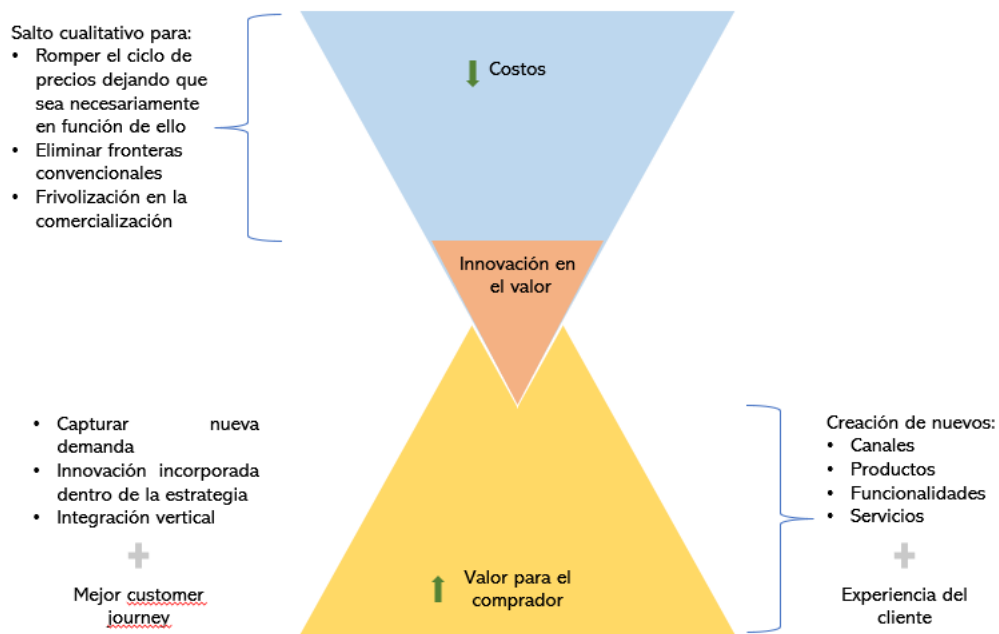 Salto cualitativo para:
• Romper el ciclo de
precios dejando que
sea necesariamente
en función de ello
• Eliminar fronteras
convencionales
• Frivolización en la
comercialización
Costos
Innovación en
el valor
• Capturar nueva
demanda
• Innovación incorporada
dentro de la estrategia
• Integración vertical
Mejor customer
journey
Valor para el
comprador
Creación de nuevos:
• Canales
• Productos
• Funcionalidades
• Servicios
Experiencia del
cliente